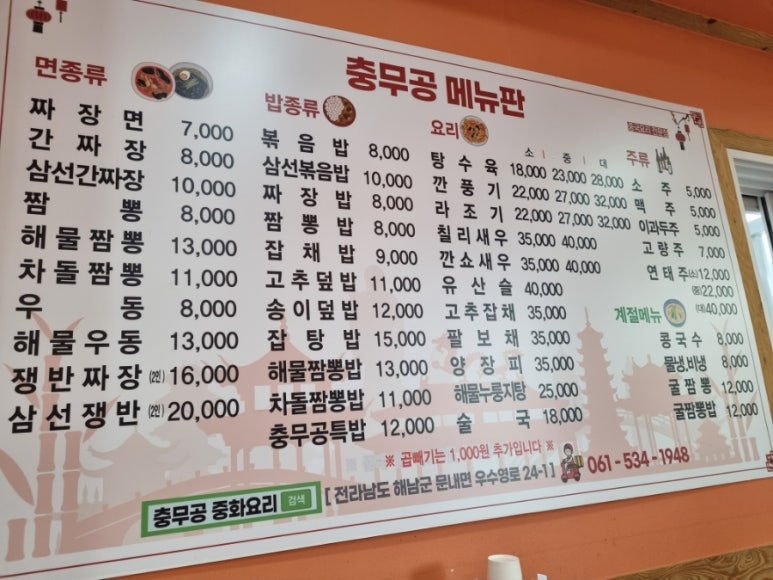 충무공 메뉴판
면종류
짜장면 7,000
간짜장 8,000
삼선간짜장 10,000
짬뽕 8,000
해물짬뽕 13,000
차돌짬뽕 11,000
우동 8,000
해물우동 13,000
쟁반짜장 (2인) 16,000
삼선쟁반 (2인) 20,000
밥종류
볶음밥 8,000
삼선볶음밥 10,000
짜장밥 8,000
짬뽕밥 8,000
잡채밥 9,000
고추덮밥 11,000
송이덮밥 12,000
잡탕밥 15,000
해물짬뽕밥 13,000
차돌짬뽕밥 11,000
충무공특밥 12,000
요리
소 중 대
탕수육 18,000 23,000 28,000
깐풍기 22,000 27,000 32,000
라조기 22,000 27,000 32,000
칠리새우 35,000 40,000
깐쇼새우 35,000 40,000
유산슬 40,000
고추잡채 35,000
팔보채 35,000
양장피 35,000
해물누룽지탕 25,000
술국 18,000
중국요리 전문점
주류
소주 5,000
맥주 5,000
이과두주 5,000
고량주 7,000
연태주 (소) 12,000
(중) 22,000
(대) 40,000
계절메뉴
콩국수 8,000
물냉,비냉 8,000
굴짬뽕 12,000
굴짬뽕밥 12,000
※ 곱빼기는 1,000원 추가입니다 ※
충무공 중화요리 검색 [ 전라남도 해남군 문내면 우수영로 24-11 061-534-1948